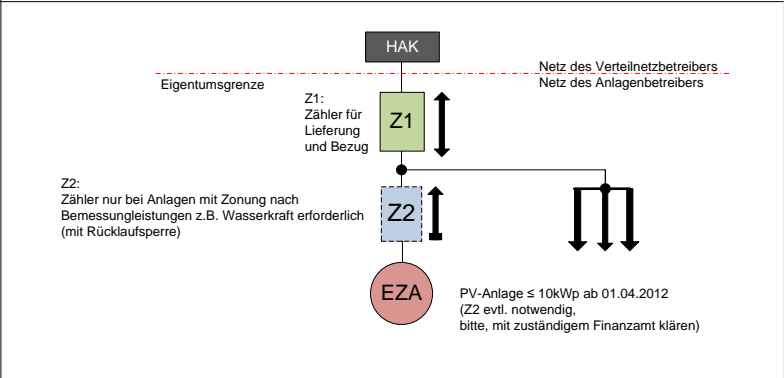 HAK
Netz des Verteilnetzbetreibers
Eigentumsgrenze
Netz des Anlagenbetreibers
Z1:
Zähler für
Lieferung
und Bezug
Z1
Z2:
Zähler nur bei Anlagen mit Zonung nach
Bemessungleistungen z.B. Wasserkraft erforderlich
(mit Rücklaufsperre)
Z2
EZA
PV-Anlage ≤ 10kWp ab 01.04.2012
(Z2 evtl. notwendig,
bitte, mit zuständigem Finanzamt klären)